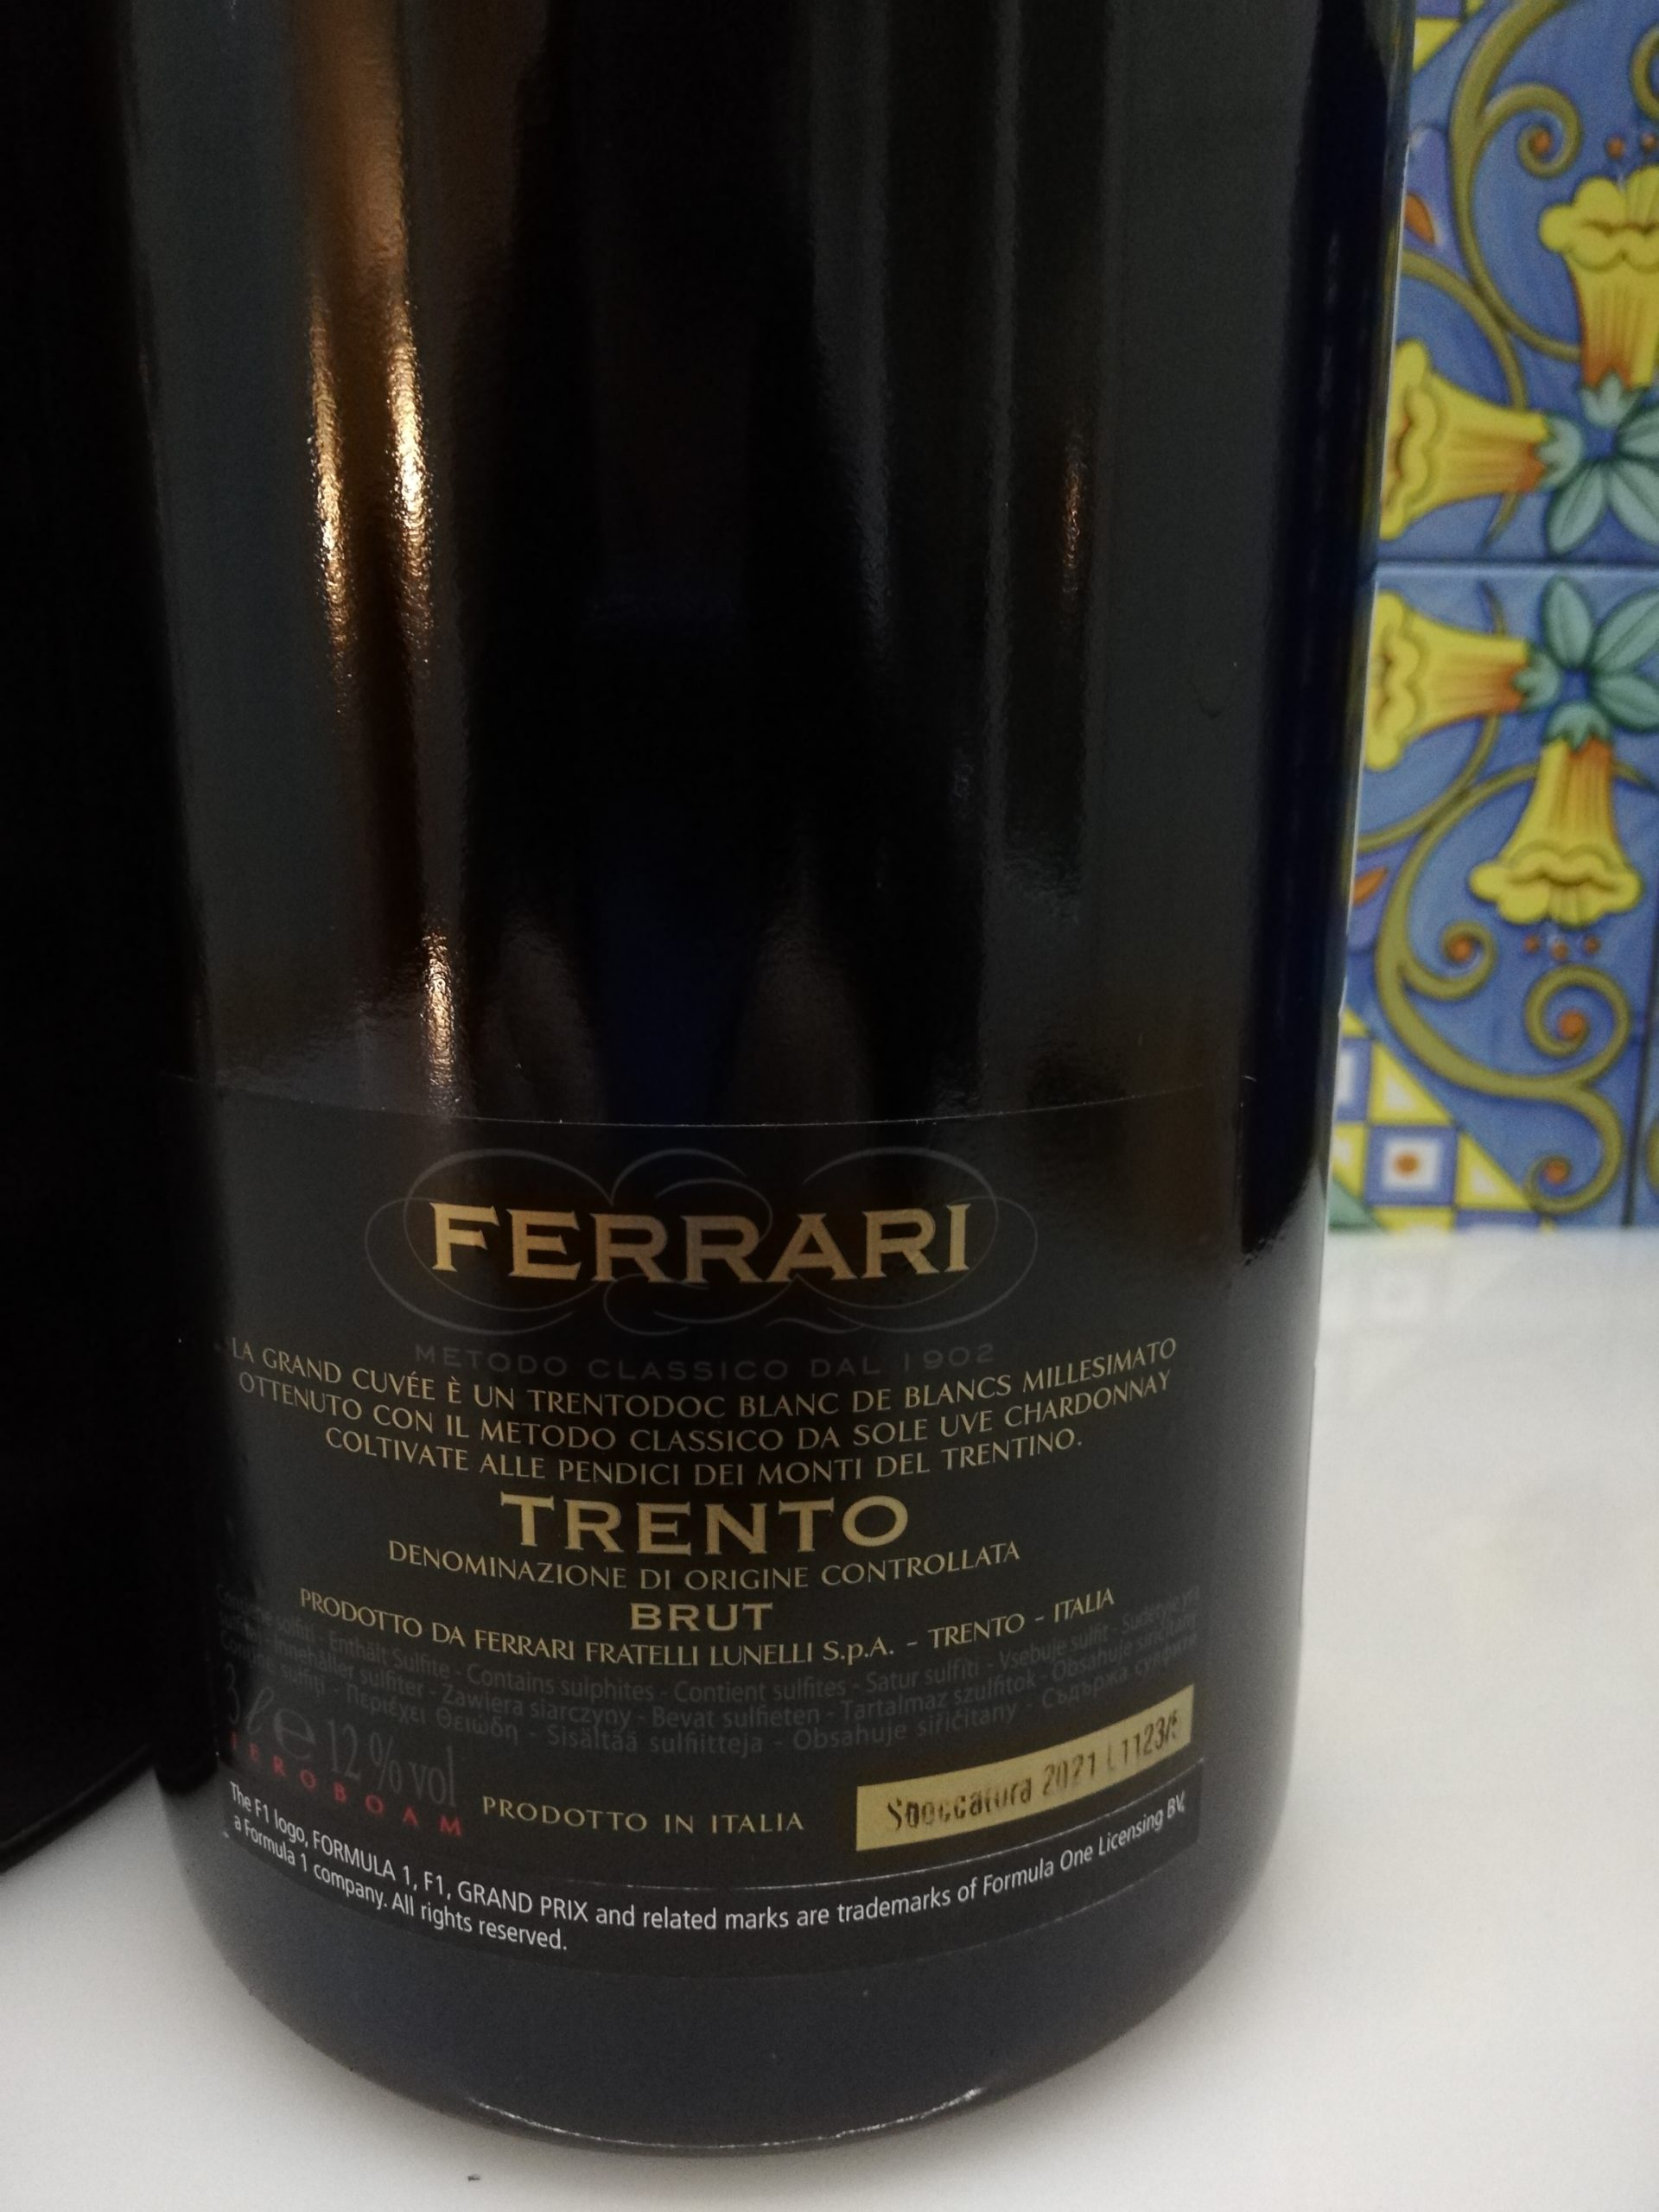 FERRARI
METODO CLASSICO DAL 1902
LA GRAND CUVÉE È UN TRENTODOC BLANC DE BLANCS MILLESIMATO
OTTENUTO CON IL METODO CLASSICO DA SOLE UVE CHARDONNAY
COLTIVATE ALLE PENDICI DEI MONTI DEL TRENTINO.
TRENTO
DENOMINAZIONE DI ORIGINE CONTROLLATA
BRUT
PRODOTTO DA FERRARI FRATELLI LUNELLI S.p.A. - TRENTO - ITALIA
solfiti - Enthält Sulfite - Contains sulphites - Contient sulfites - Satur sulfīti - Vsebuje sulfit -
Innehåller sulfiter - Zawiera siarczyny - Bevat sulfieten - Tartalmaz szulfitok - Obsahuje siričitany
sulfiți - Περιέχει Θειώδη - Sisältää sulfiitteja - Obsahuje siřičitany - Съдържа
3 ℓ e 12 % vol
JEROBOAM
PRODOTTO IN ITALIA
Sboccatura 2021 L1123/
The F1 logo, FORMULA 1, F1, GRAND PRIX and related marks are trademarks of Formula One Licensing BV,
a Formula 1 company. All rights reserved.